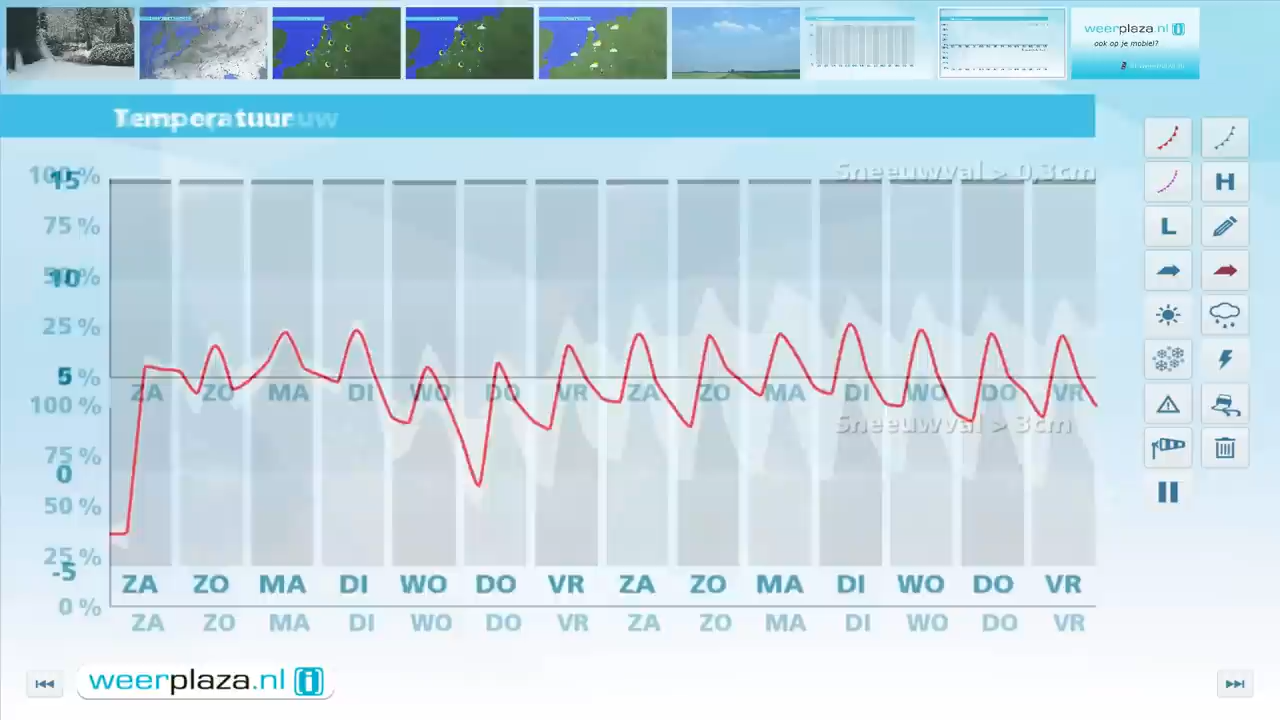 weerplaza.nl i
ook op je mobiel?
Temperatuur
Sneeuwval > 0,3cm
100 %
15
75 %
50 %
10
25 %
5
0 %
ZA ZO MA DI WO DO VR ZA ZO MA DI WO DO VR
H
L
Sneeuwval > 3cm
100 %
75 %
0
50 %
25 %
-5
ZA ZO MA DI WO DO VR ZA ZO MA DI WO DO VR
0 %
ZA ZO MA DI WO DO VR ZA ZO MA DI WO DO VR
weerplaza.nl i